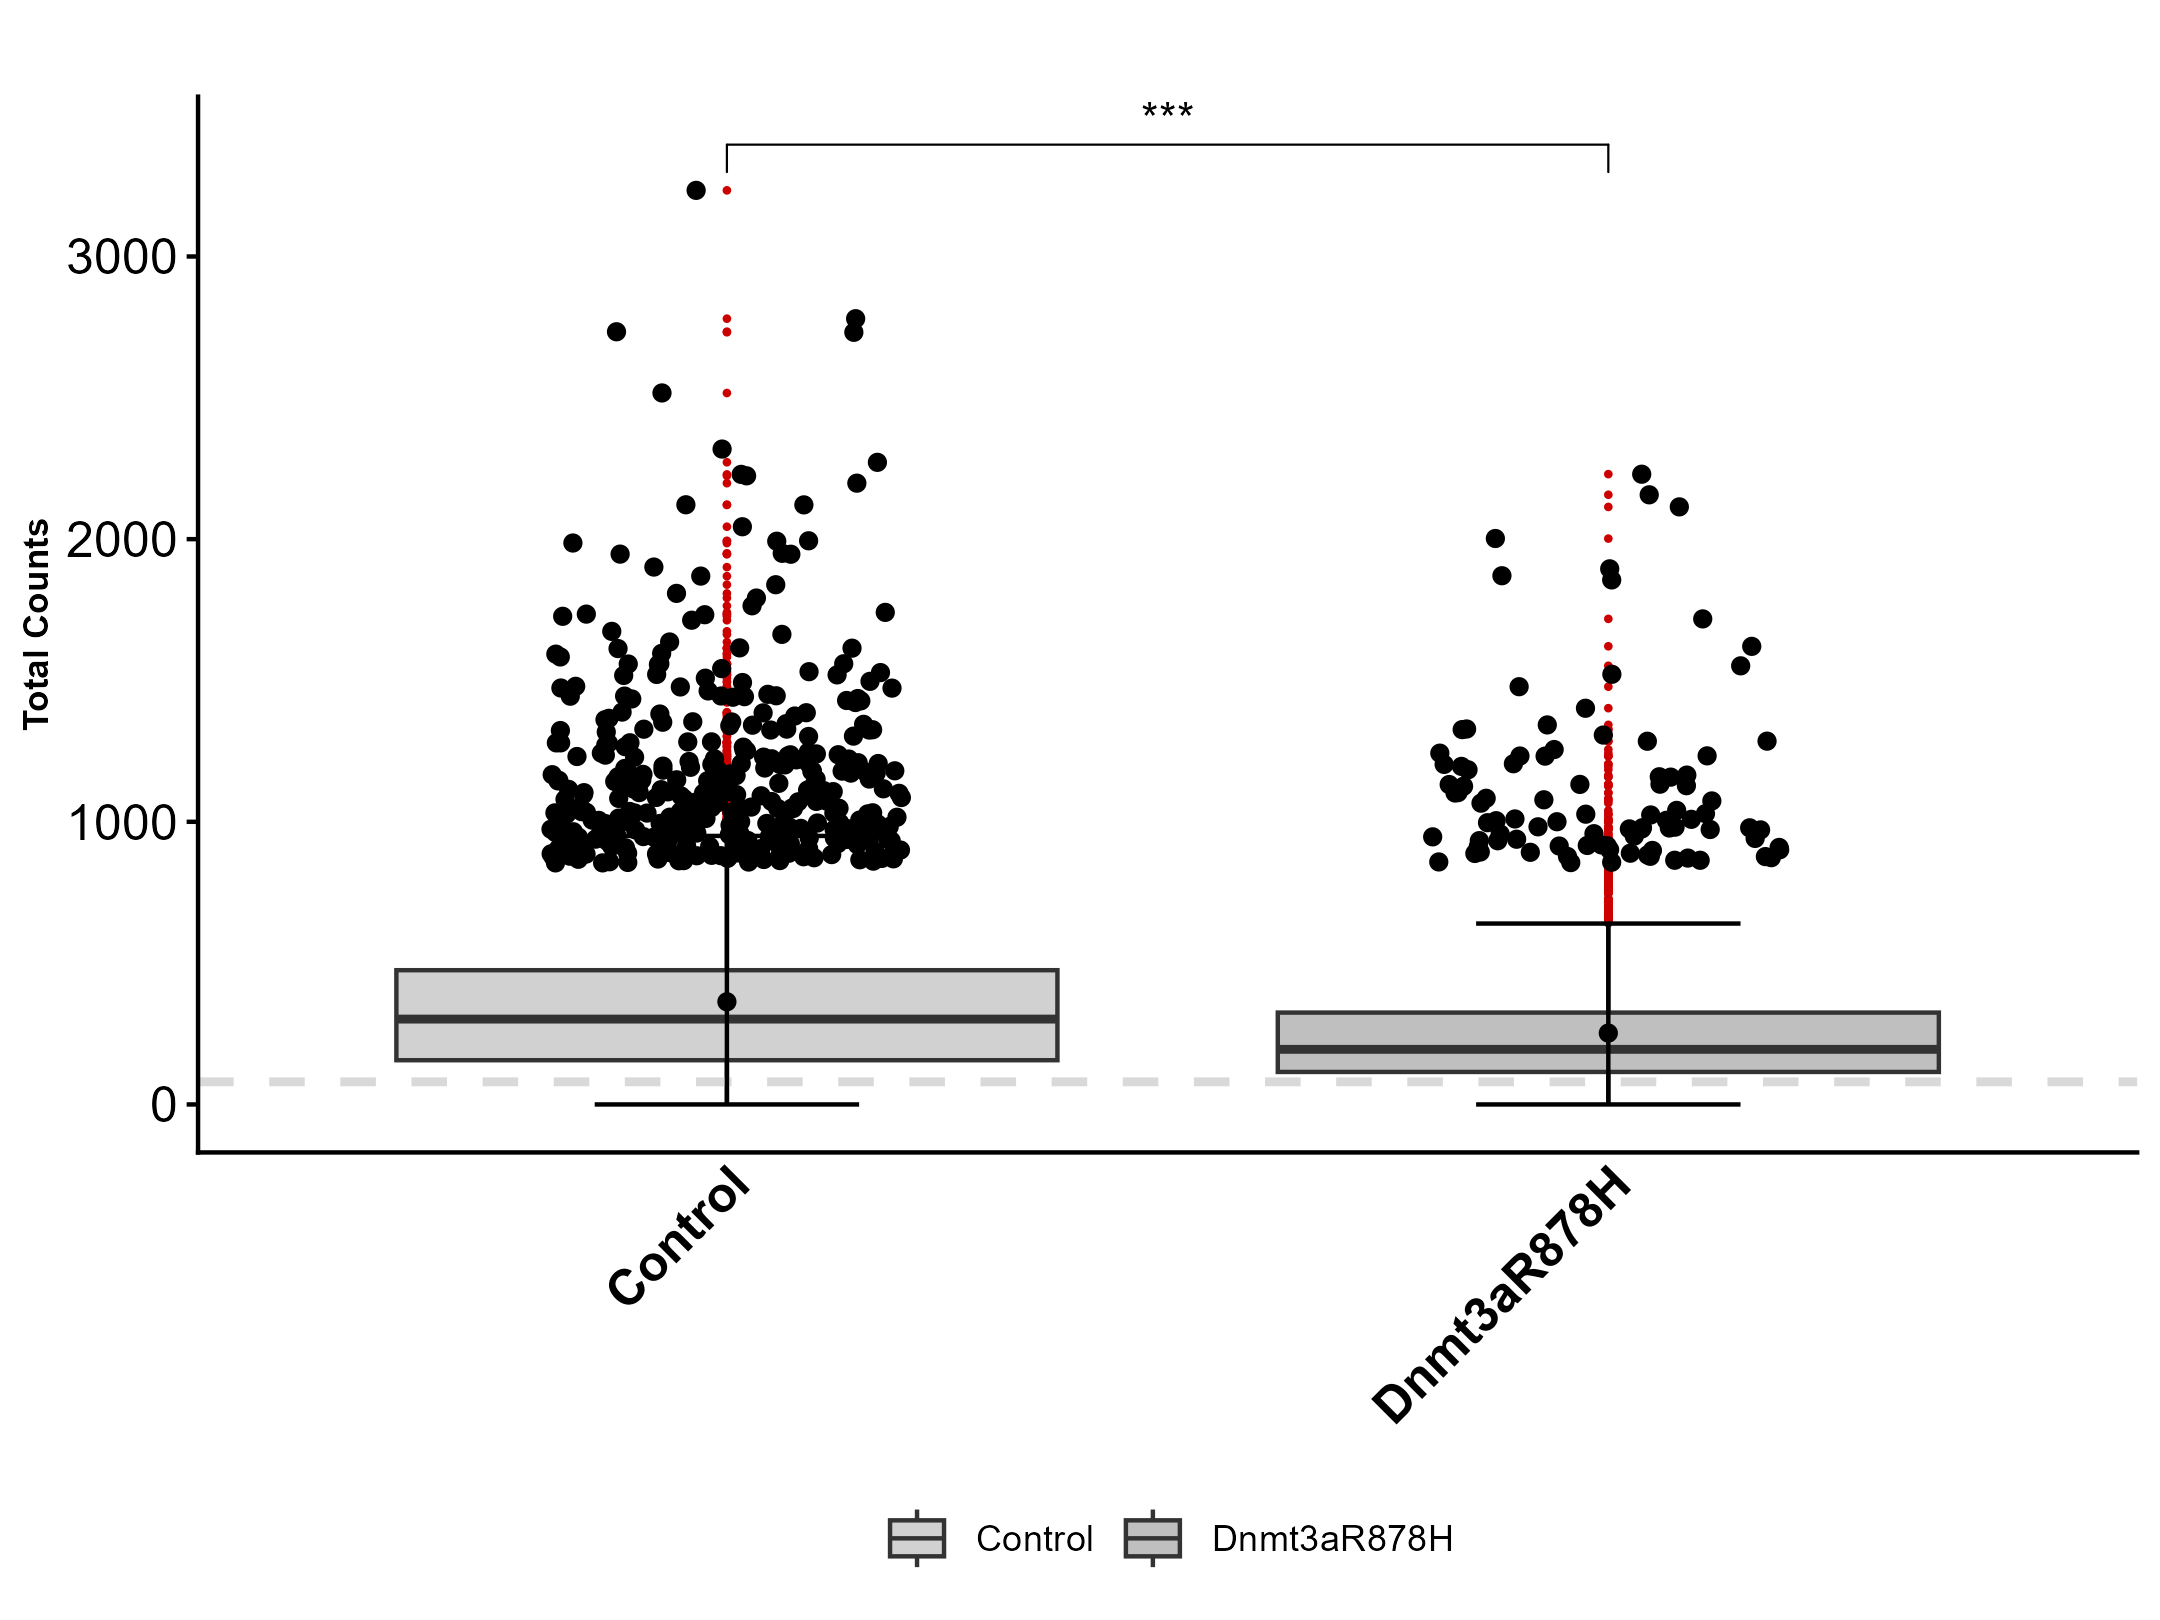 ***
3000
2000
1000
0
Total Counts
Control
Dnmt3aR878H
Control
Dnmt3aR878H